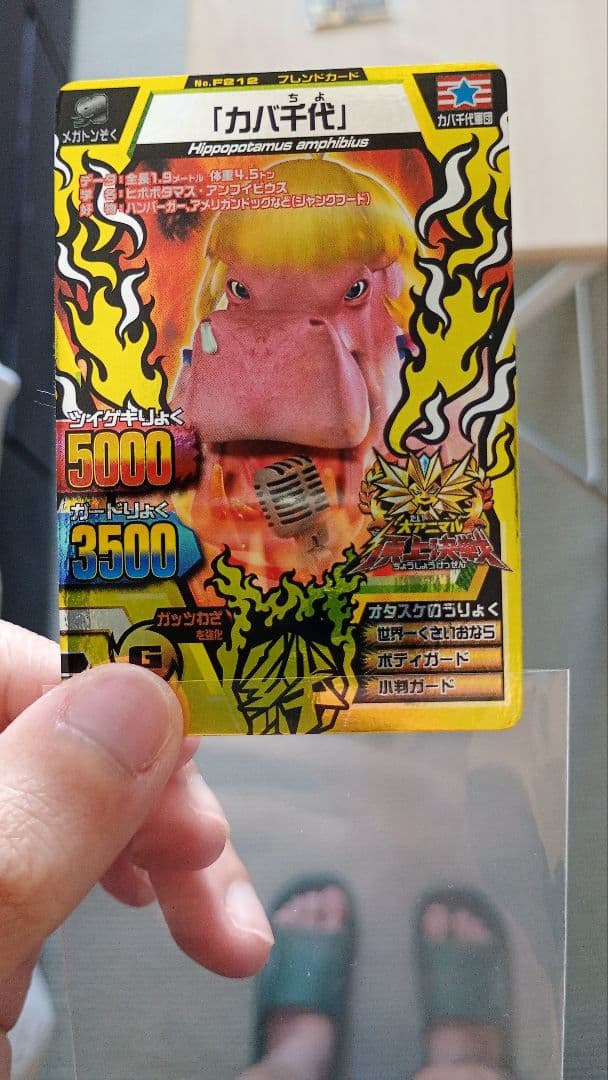 No.F212 フレンドカード
メガトンぞく
ちよ
「カバ千代」
カバ千代軍団
Hippopotamus amphibius
データ:全長1.9メートル 体重4.5トン
学 名:ヒポポタマス・アンフィビウス
好 物:ハンバーガー、アメリカンドッグなど(ジャンクフード)
ツイゲキりょく
5000
ガードりょく
3500
だい
大アニマル
頂上決戦
ちょうじょうけっせん
ガッツわざ
を強化
G
オタスケのうりょく
世界一くさいおなら
ボディガード
小判ガード